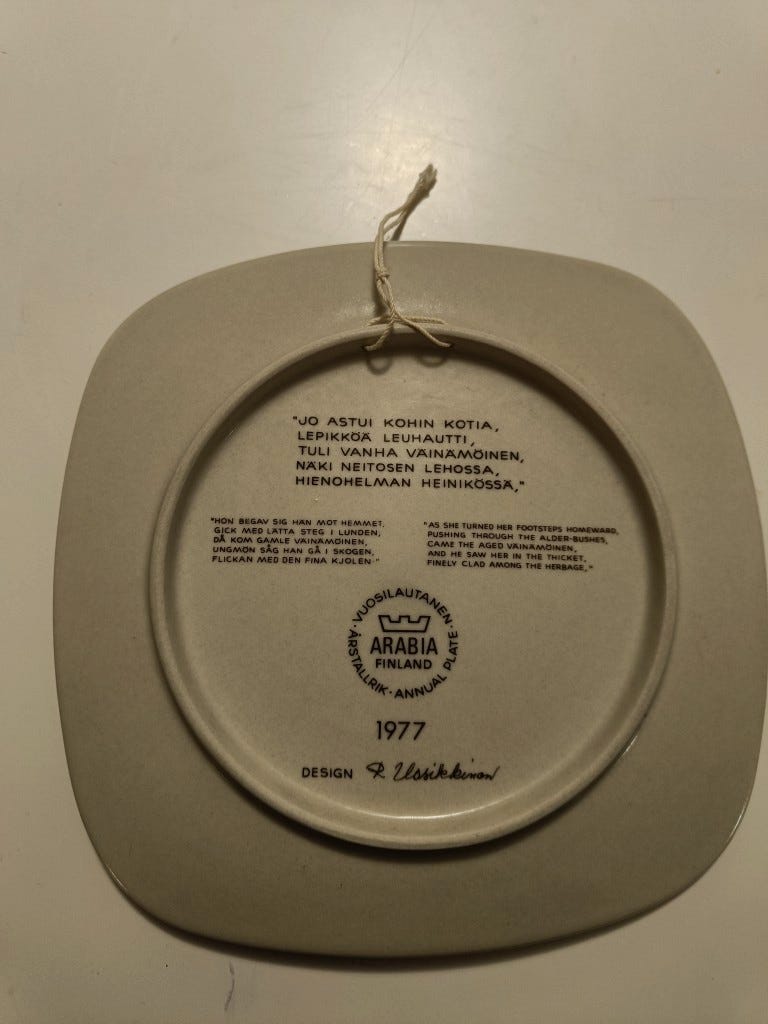 "JO ASTUI KOHIN KOTIA,
LEPIKKÖÄ LEUHAUTTI,
TULI VANHA VÄINÄMÖINEN,
NÄKI NEITOSEN LEHOSSA,
HIENOHELMAN HEINIKÖSSÄ,"
"HON BEGAV SIG HÄN MOT HEMMET,
GICK MED LÄTTA STEG I LUNDEN,
DÅ KOM GAMLE VÄINÄMÖINEN,
UNGMÖN SÅG HAN GÅ I SKOGEN,
FLICKAN MED DEN FINA KJOLEN."
"AS SHE TURNED HER FOOTSTEPS HOMEWARD,
PUSHING THROUGH THE ALDER-BUSHES,
CAME THE AGED VÄINÄMÖINEN,
AND HE SAW HER IN THE THICKET,
FINELY CLAD AMONG THE HERBAGE,"
· VUOSILAUTANEN · ÅRSTALLRIK · ANNUAL PLATE
ARABIA
FINLAND
1977
DESIGN R. Uosikkinen